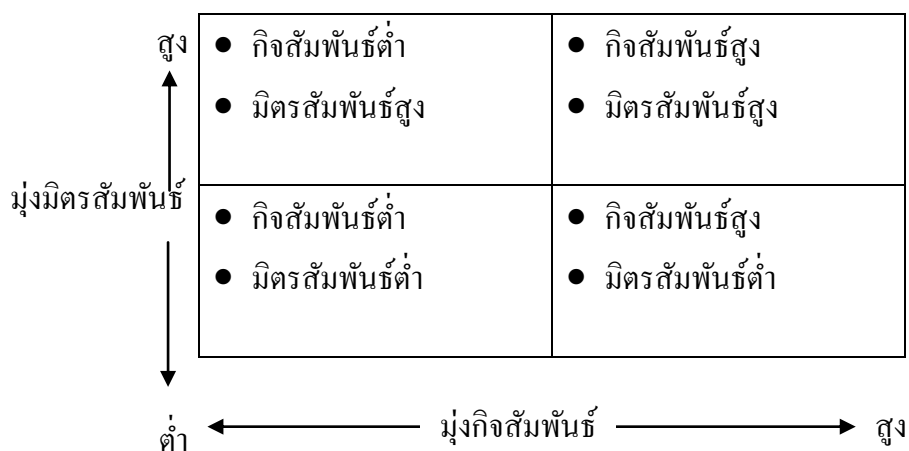 สูง
● กิจสัมพันธ์ต่ำ
● มิตรสัมพันธ์สูง
● กิจสัมพันธ์สูง
● มิตรสัมพันธ์สูง
มุ่งมิตรสัมพันธ์
● กิจสัมพันธ์ต่ำ
● มิตรสัมพันธ์ต่ำ
● กิจสัมพันธ์สูง
● มิตรสัมพันธ์ต่ำ
ต่ำ
มุ่งกิจสัมพันธ์
สูง